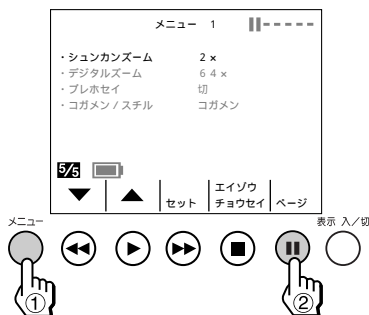 メニュー 1
・シュンカンズーム 2×
・デジタルズーム 64×
・ブレホセイ 切
・コガメン / スチル コガメン
5/5
セット
エイゾウ
チョウセイ
ページ
メニュー
表示 入／切
①
②